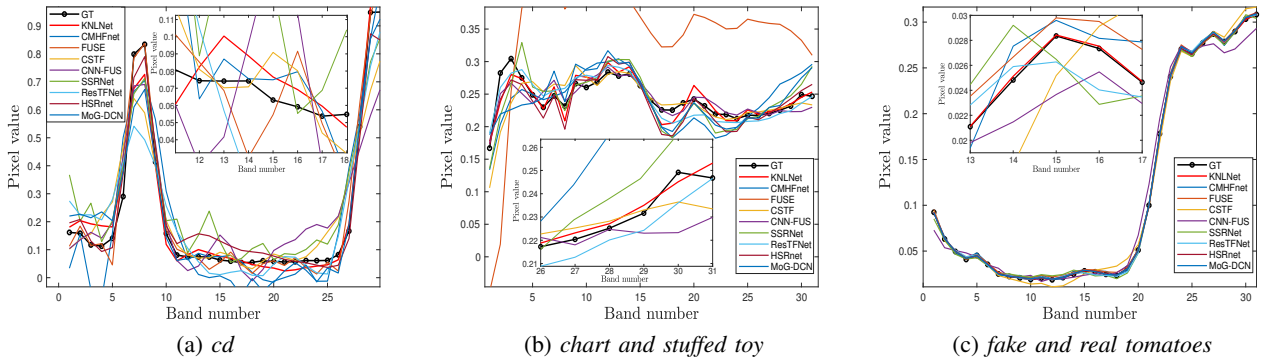 GT
KNLNet
CMHFnet
FUSE
CSTF
CNN-FUS
SSRNet
ResTFNet
HSRnet
MoG-DCN
Pixel value
0.9
0.8
0.7
0.6
0.5
0.4
0.3
0.2
0.1
0
0 5 10 15 20 25
Band number
Pixel value
0.11
0.1
0.09
0.08
0.07
0.06
0.05
0.04
12 13 14 15 16 17 18
Band number
(a) cd
Pixel value
0.35
0.3
0.25
0.2
0.15
0.1
0.05
0
5 10 15 20 25 30
Band number
Pixel value
0.26
0.25
0.24
0.23
0.22
0.21
26 27 28 29 30 31
Band number
GT
KNLNet
CMHFnet
FUSE
CSTF
CNN-FUS
SSRNet
ResTFNet
HSRnet
MoG-DCN
(b) chart and stuffed toy
Pixel value
0.3
0.25
0.2
0.15
0.1
0.05
0 5 10 15 20 25 30
Band number
Pixel value
0.03
0.028
0.026
0.024
0.022
0.02
0.018
13 14 15 16 17
Band number
GT
KNLNet
CMHFnet
FUSE
CSTF
CNN-FUS
SSRNet
ResTFNet
HSRnet
MoG-DCN
(c) fake and real tomatoes